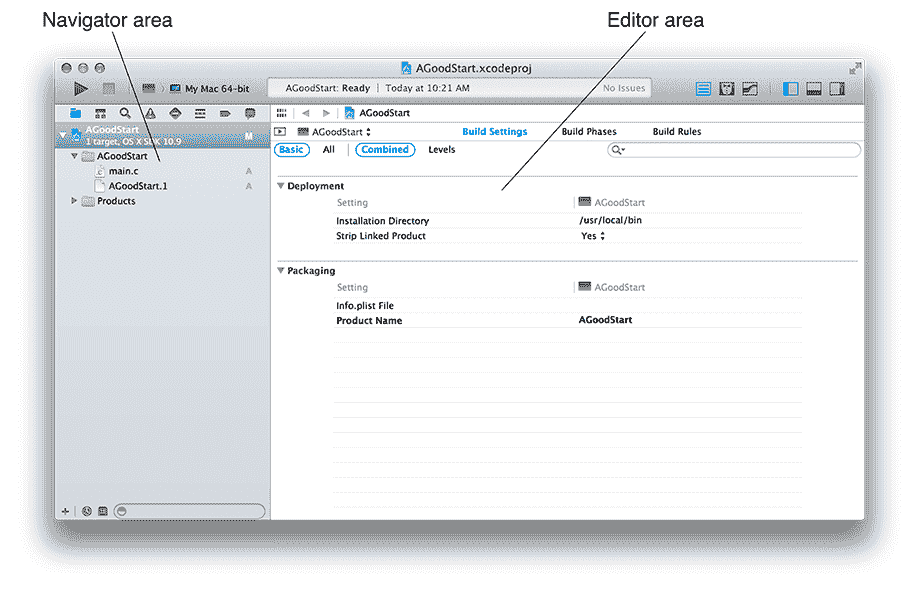 Navigator area
Editor area
AGoodStart.xcodeproj
My Mac 64-bit
AGoodStart: Ready | Today at 10:21 AM
No Issues
AGoodStart
AGoodStart
1 target, OS X SDK 10.9
M
AGoodStart
main.c A
AGoodStart.1 A
Products
AGoodStart
Build Settings Build Phases Build Rules
Basic All Combined Levels
Deployment
Setting AGoodStart
Installation Directory /usr/local/bin
Strip Linked Product Yes
Packaging
Setting AGoodStart
Info.plist File
Product Name AGoodStart